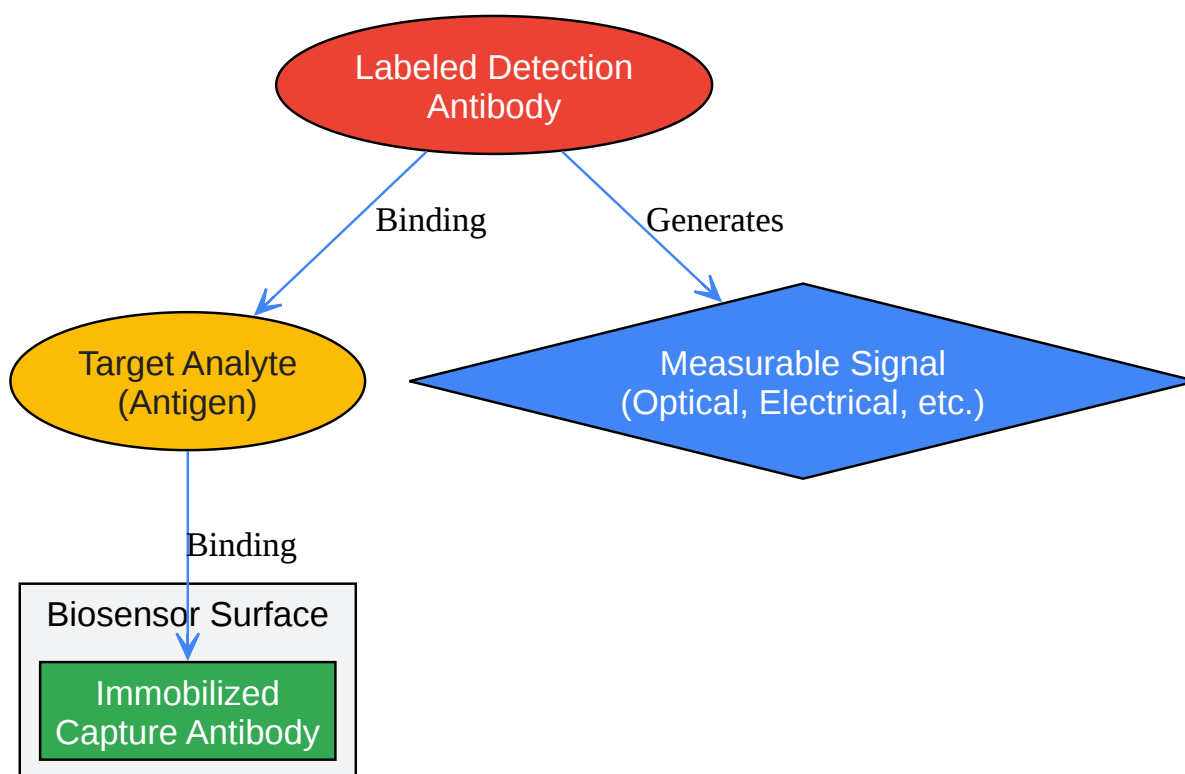 Labeled Detection
Antibody
Binding
Generates
Target Analyte
(Antigen)
Measurable Signal
(Optical, Electrical, etc.)
Binding
Biosensor Surface
Immobilized
Capture Antibody